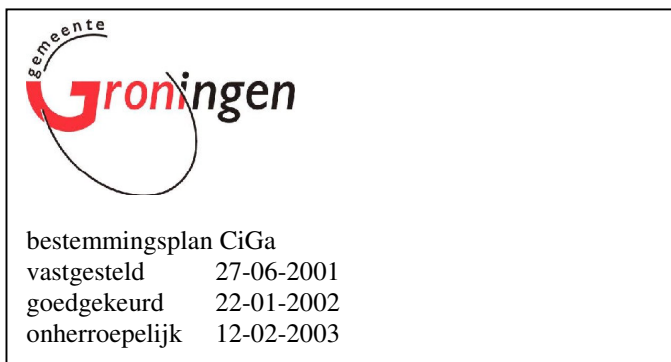 gemeente
Groningen
bestemmingsplan CiGa
vastgesteld 27-06-2001
goedgekeurd 22-01-2002
onherroepelijk 12-02-2003